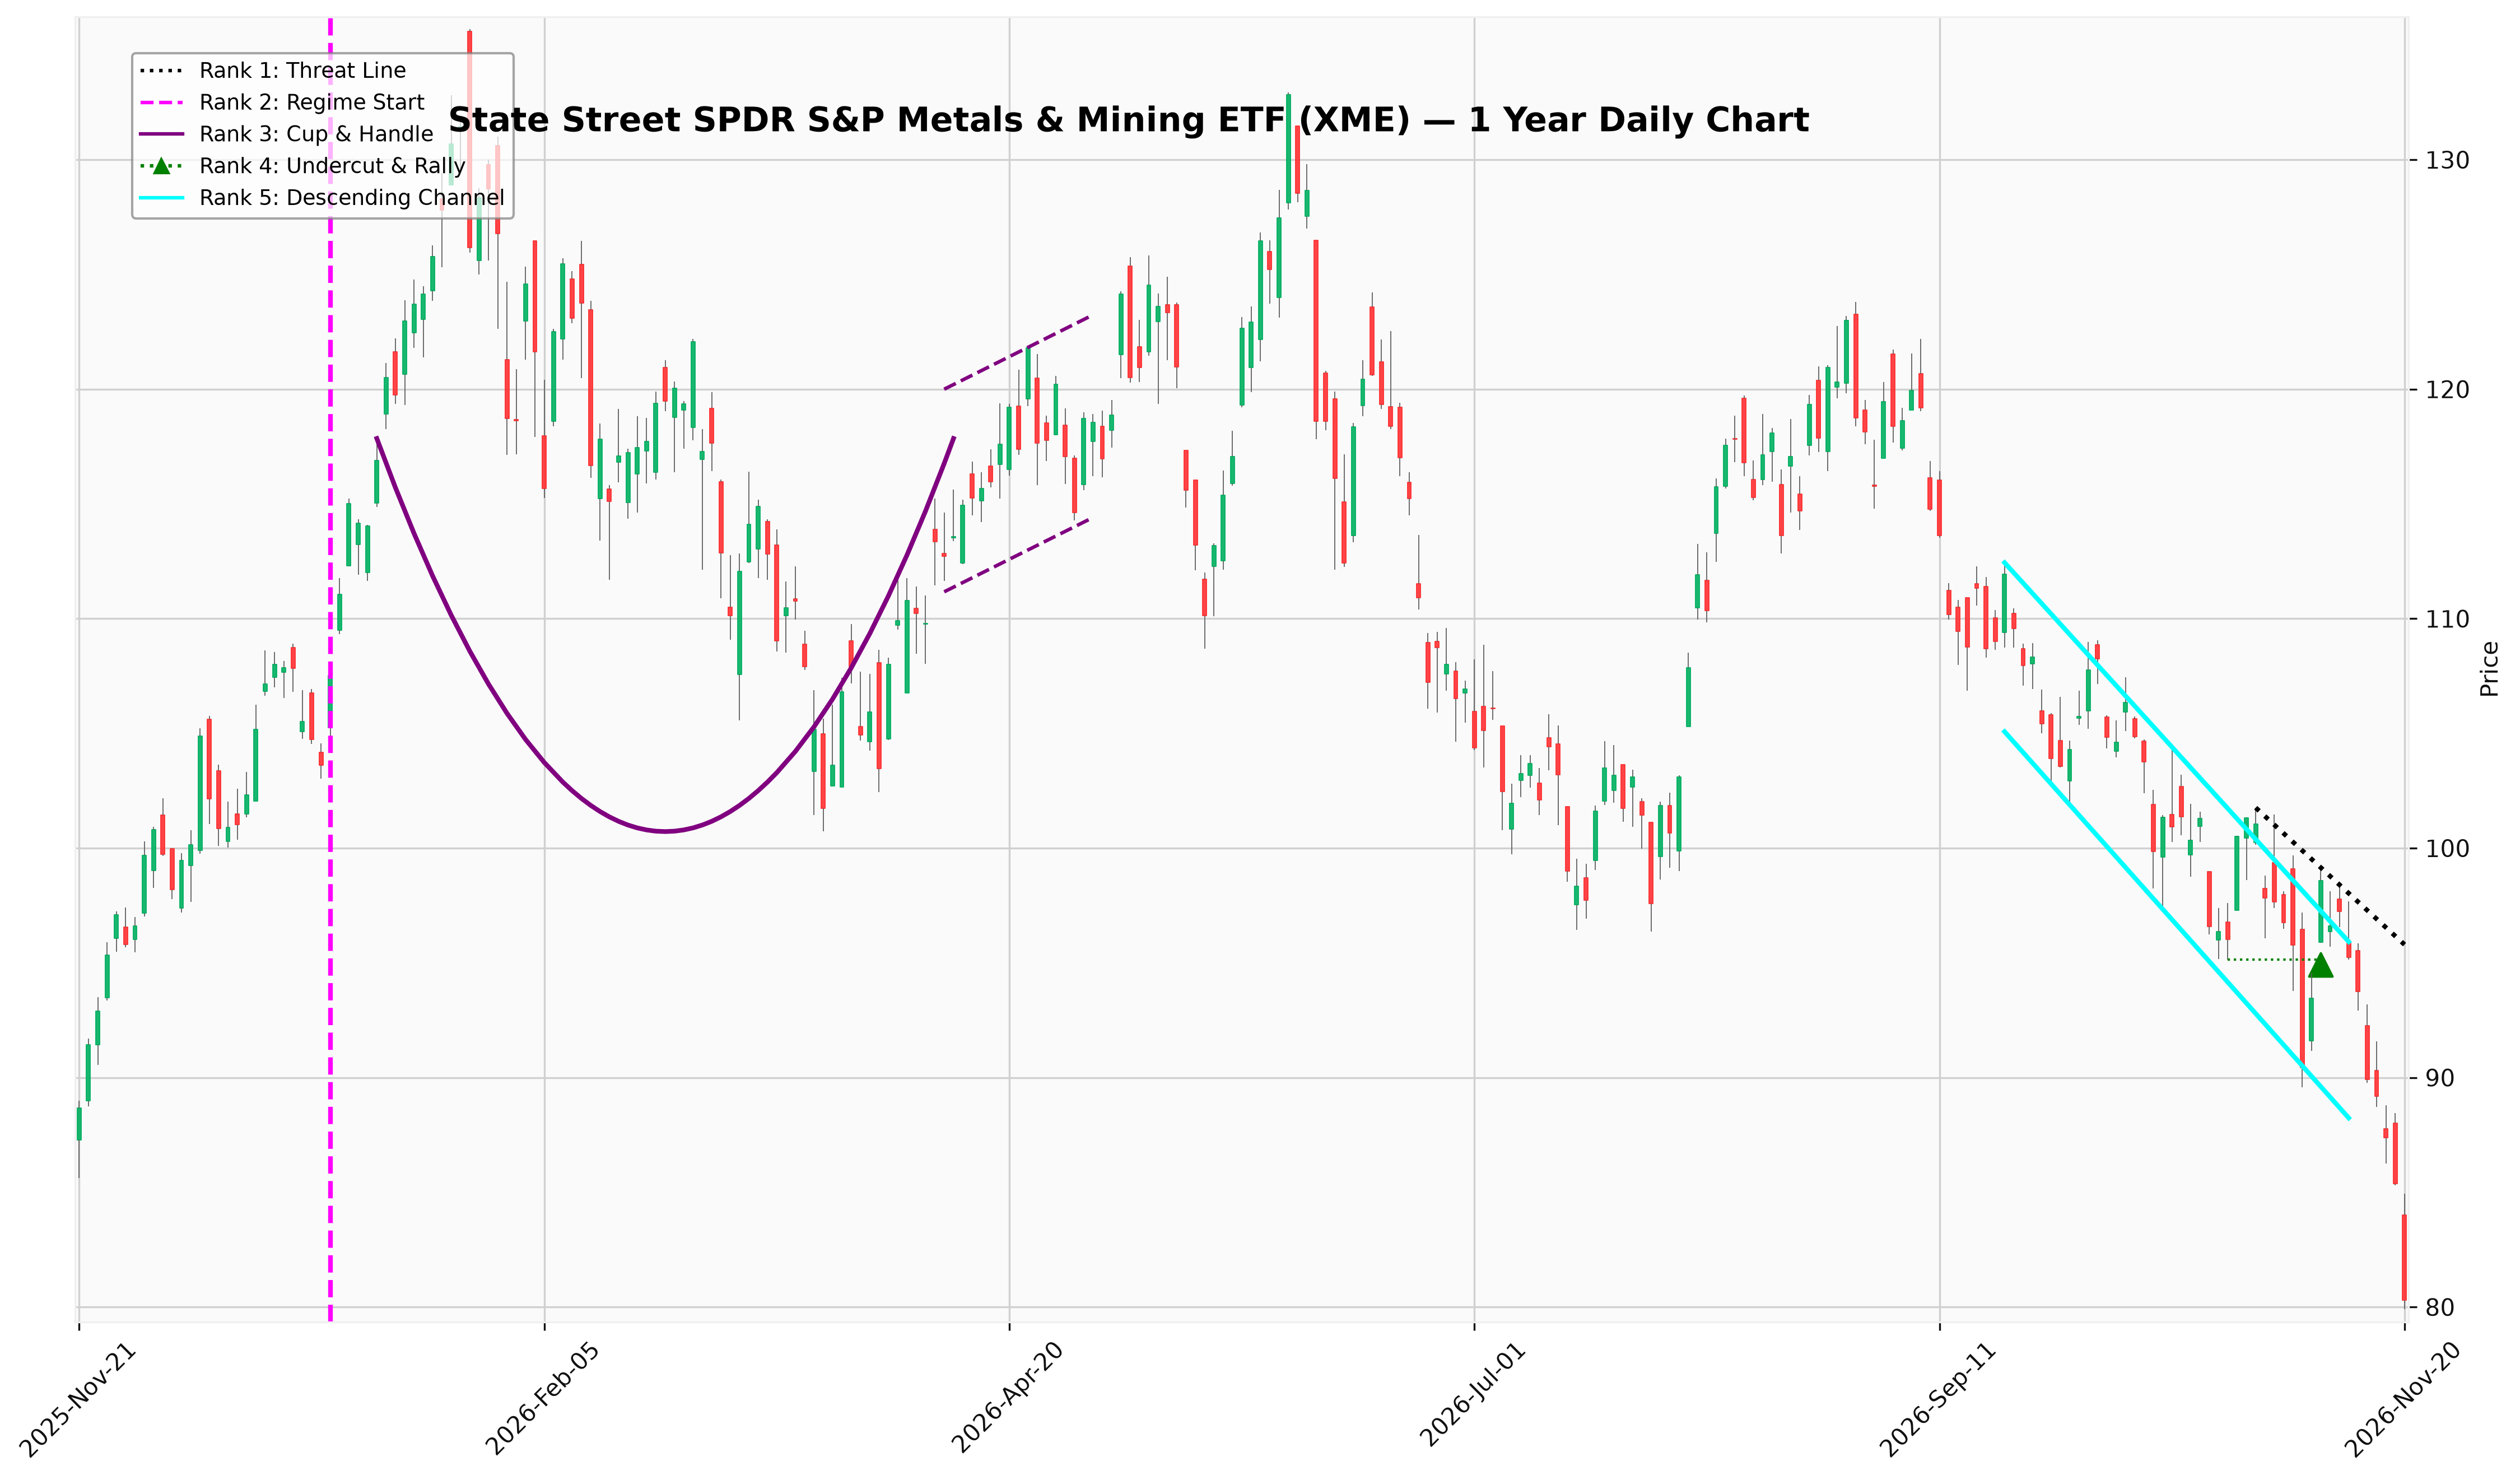 State Street SPDR S&P Metals & Mining ETF (XME) — 1 Year Daily Chart
Rank 1: Threat Line
Rank 2: Regime Start
Rank 3: Cup & Handle
Rank 4: Undercut & Rally
Rank 5: Descending Channel
130
120
110
100
90
80
Price
2025-Nov-21
2026-Feb-05
2026-Apr-20
2026-Jul-01
2026-Sep-11
2026-Nov-20